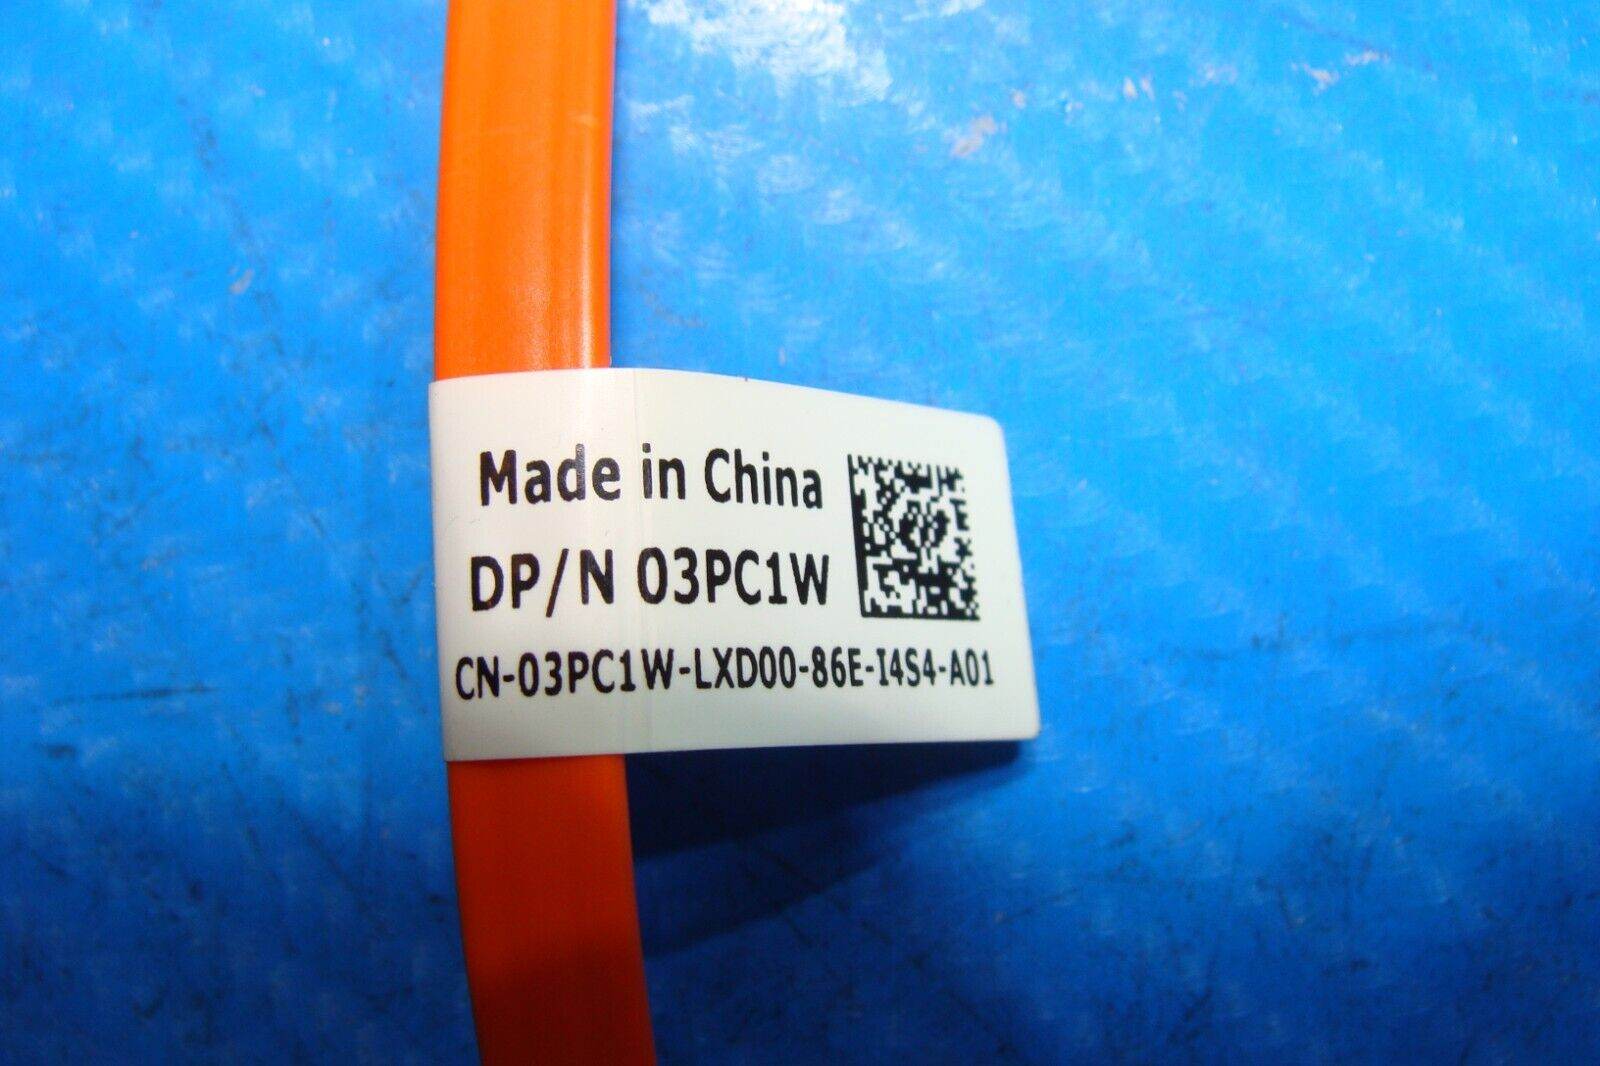 Made in China
DP/N 03PC1W
CN-03PC1W-LXD00-86E-I4S4-A01